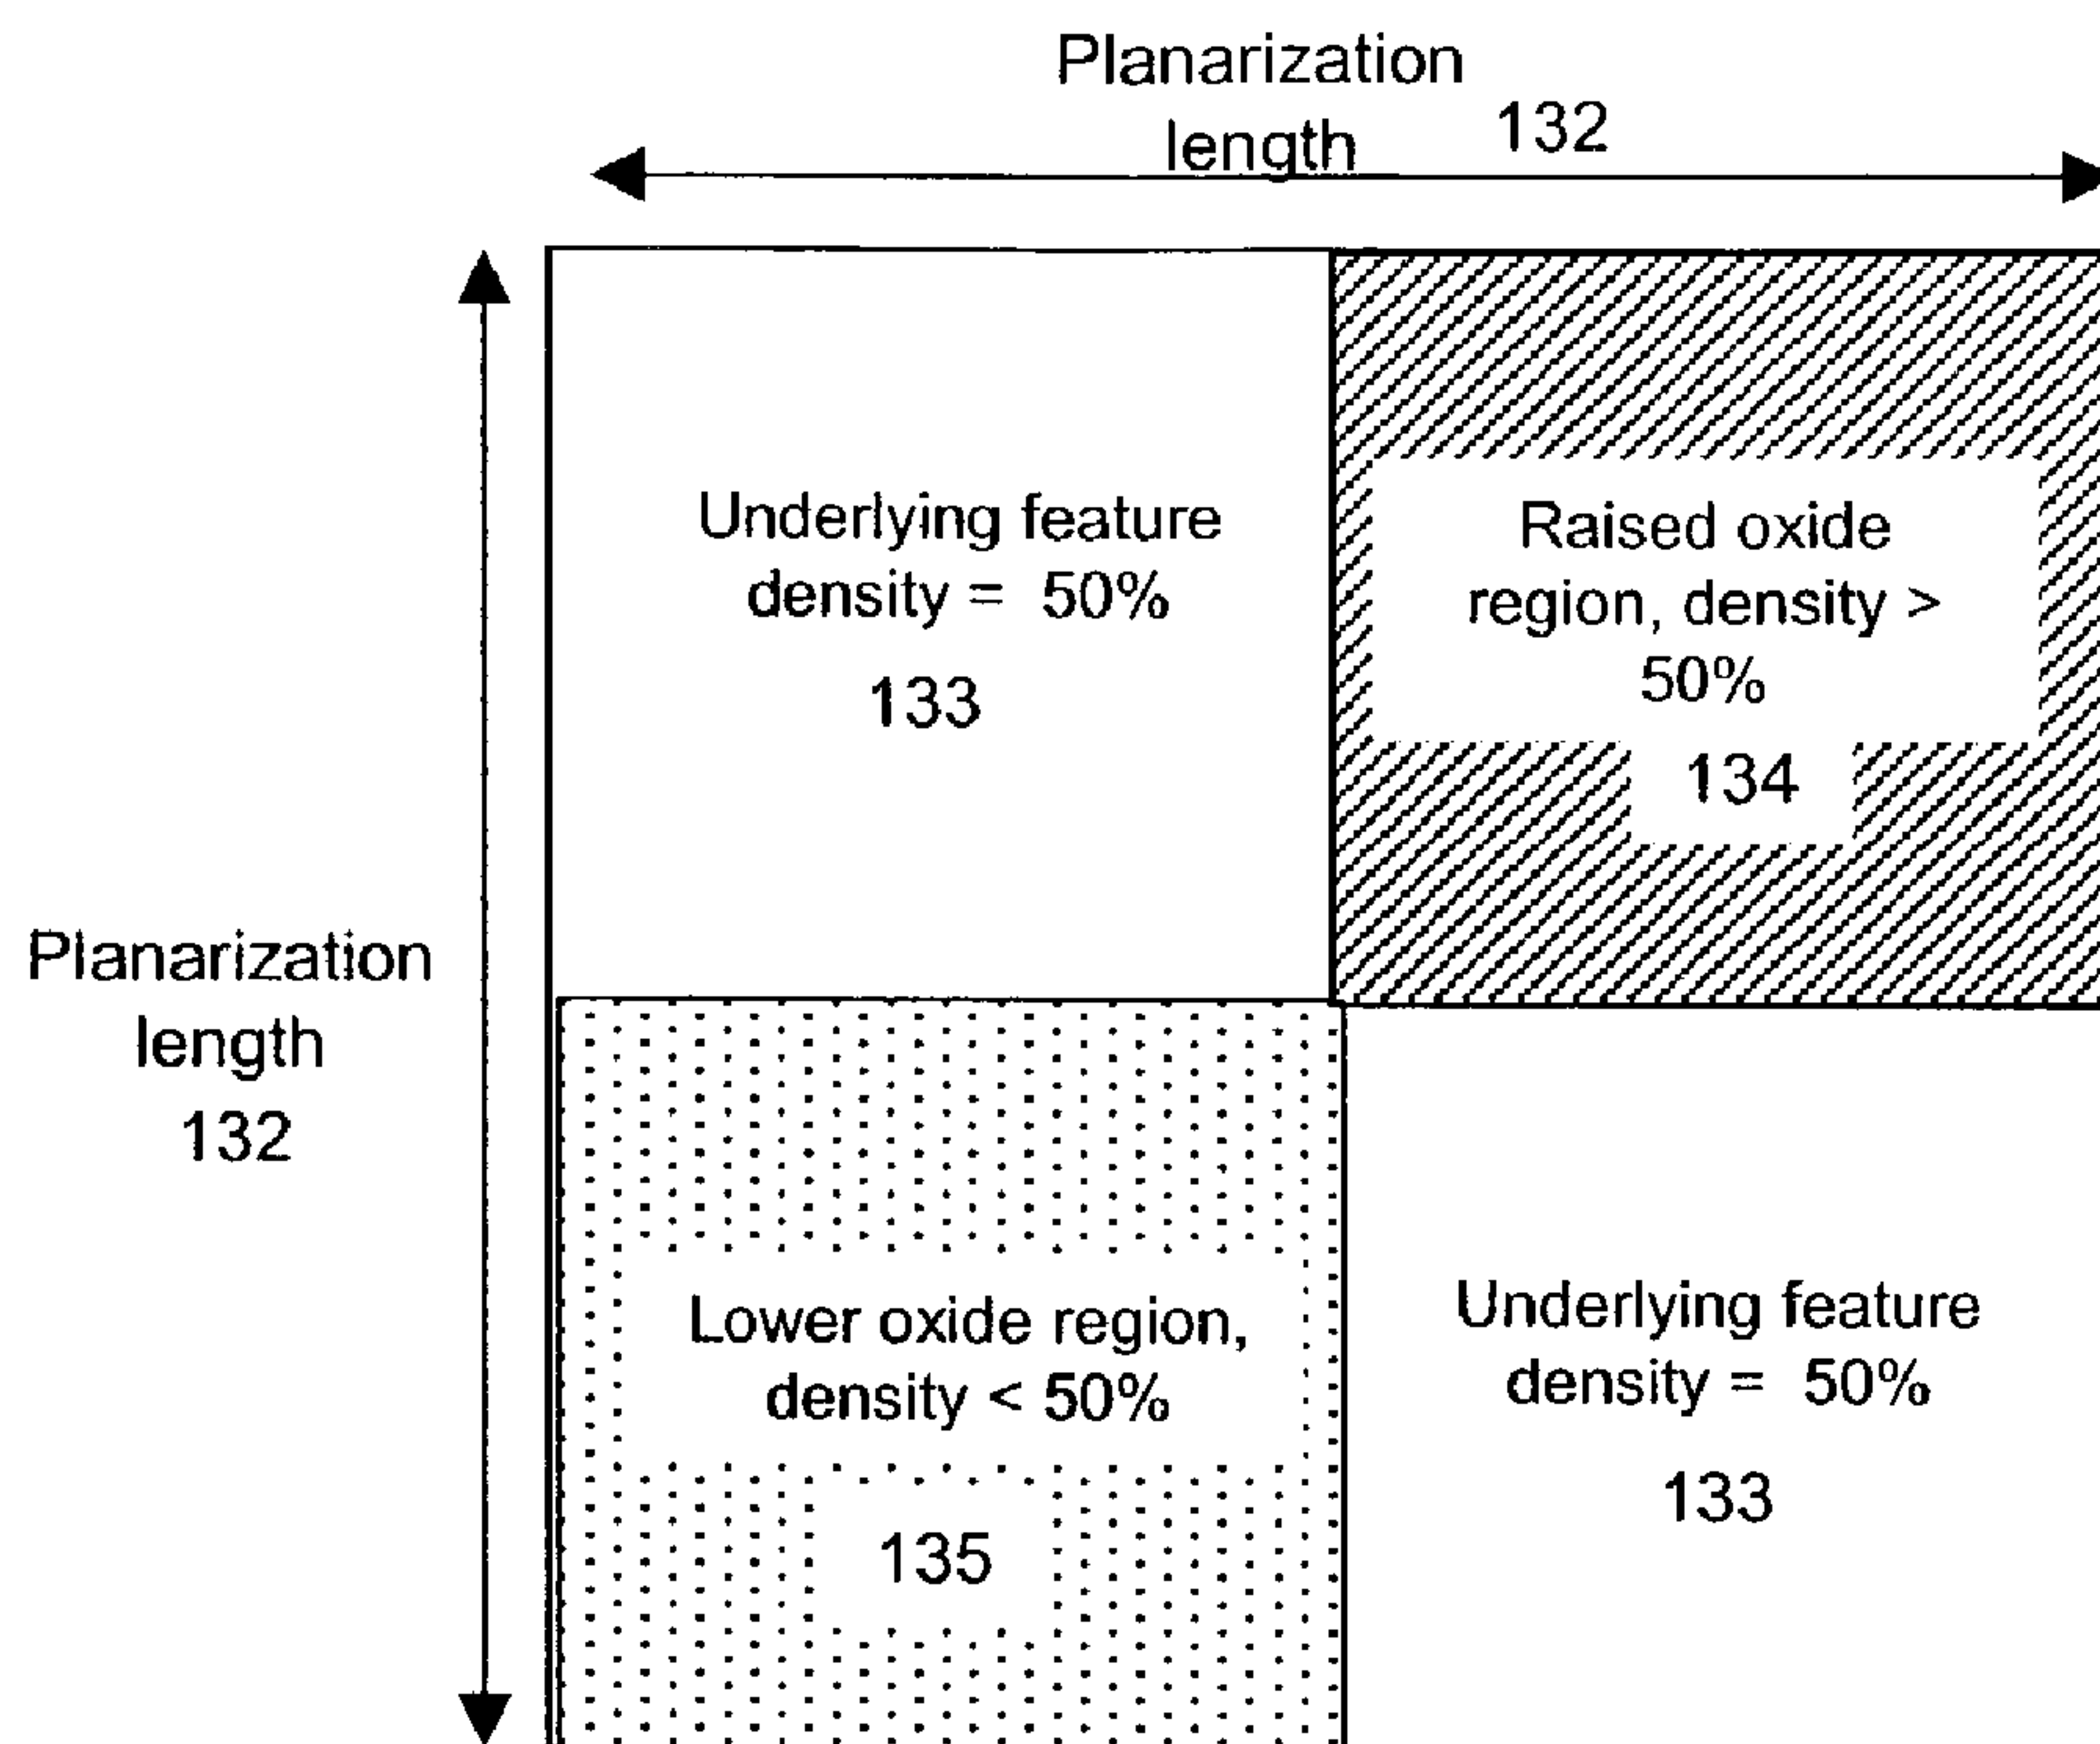 Planarization
length 132
Underlying feature
density = 50%
133
Raised oxide
region, density >
50%
134
Planarization
length
132
Lower oxide region,
density < 50%
135
Underlying feature
density = 50%
133